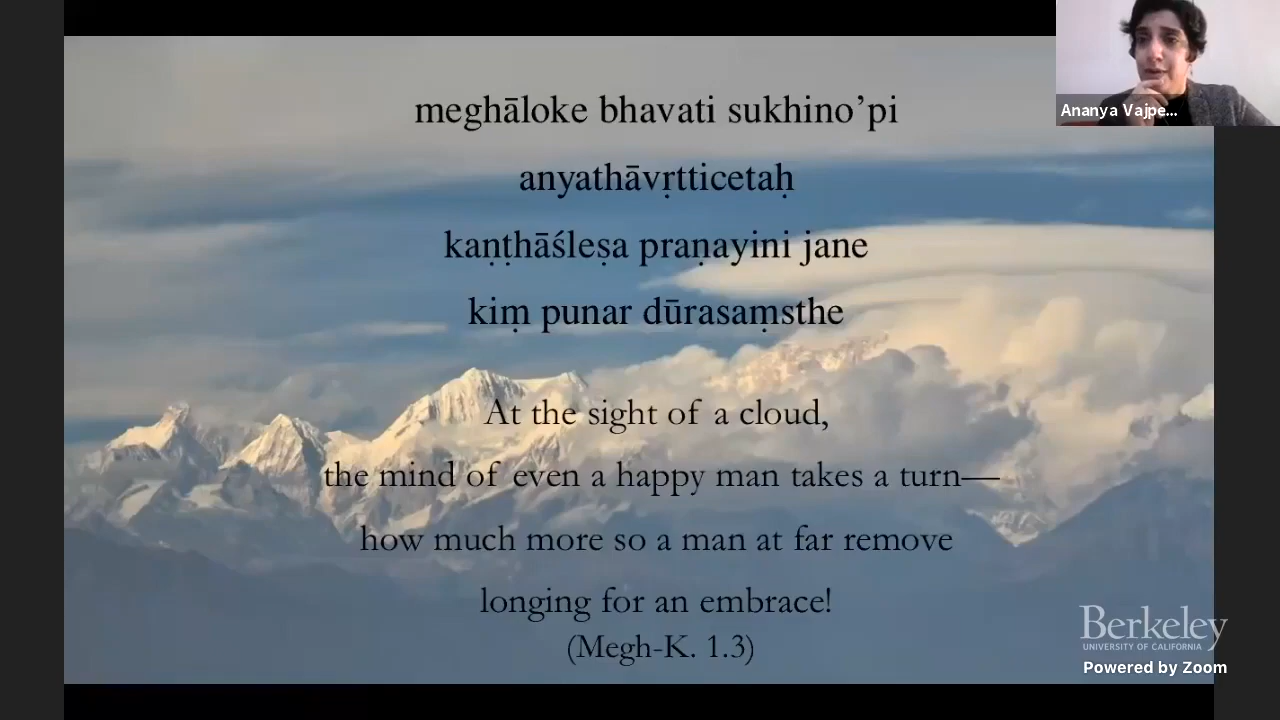 meghāloke bhavati sukhino’pi
anyathāvṛtticetaḥ
kaṇṭhāśleṣa praṇayini jane
kiṃ punar dūrasaṃsthe
At the sight of a cloud,
the mind of even a happy man takes a turn—
how much more so a man at far remove
longing for an embrace!
(Megh-K. 1.3)
Ananya Vajpe...
Berkeley
UNIVERSITY OF CALIFORNIA
Powered by Zoom